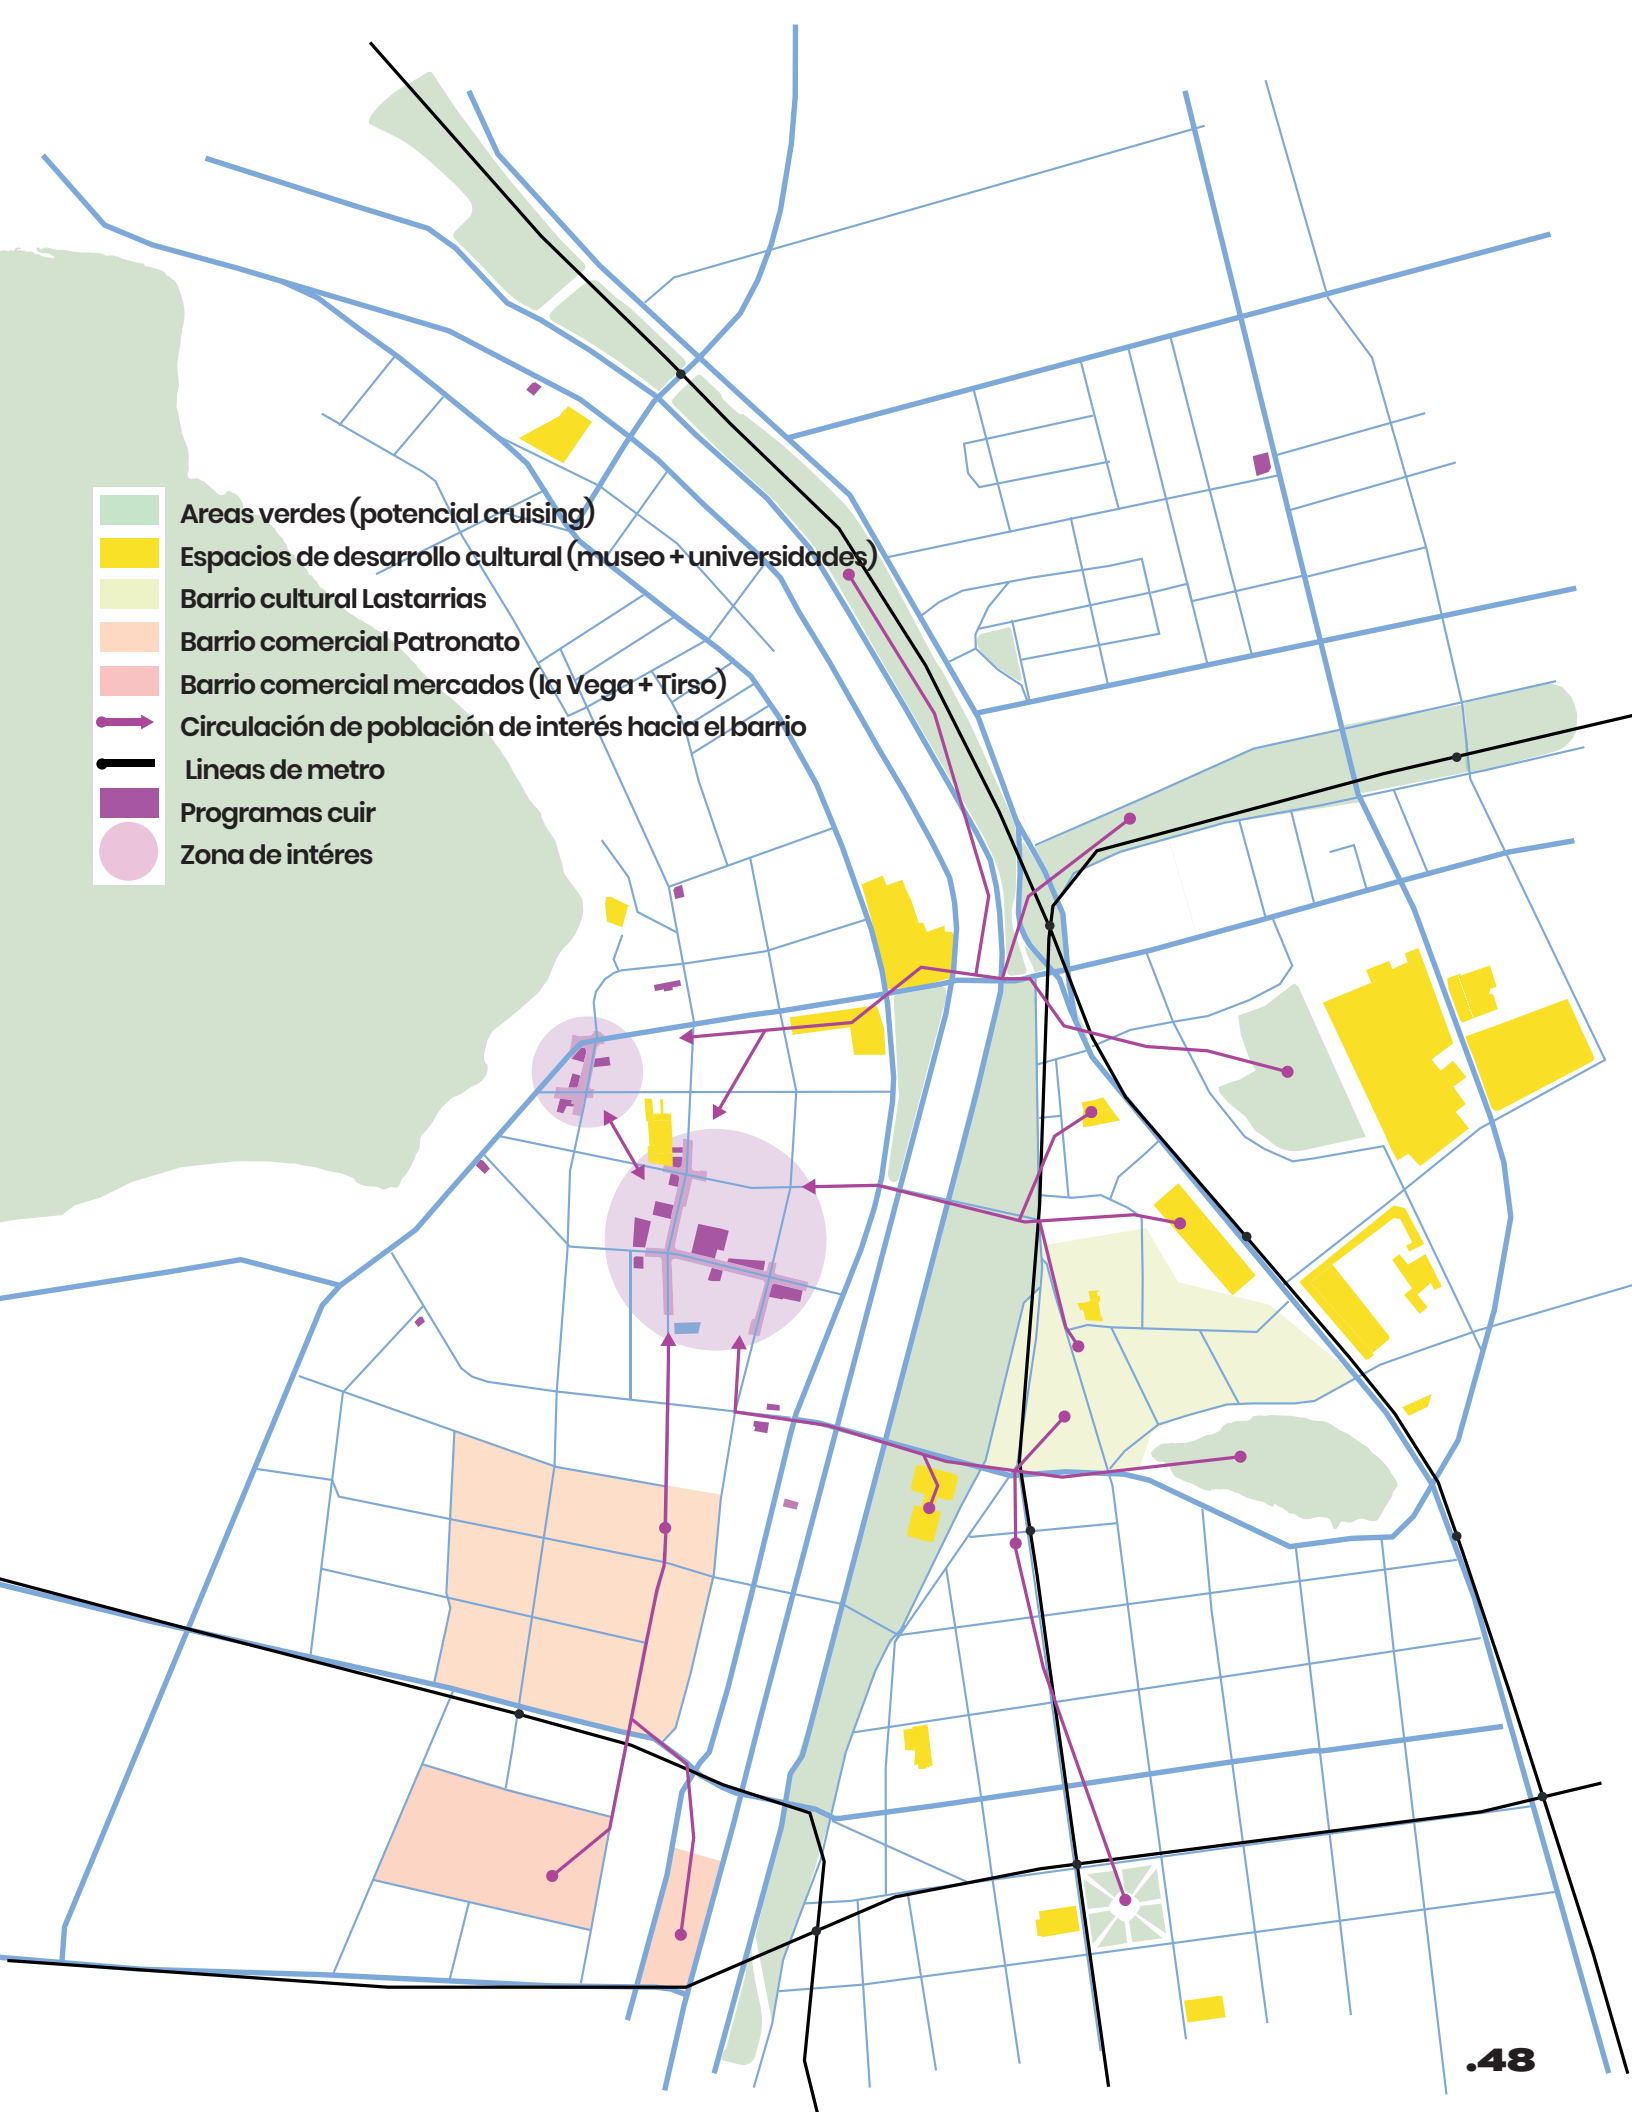 Areas verdes (potencial cruising)
Espacios de desarrollo cultural (museo + universidades)
Barrio cultural Lastarrias
Barrio comercial Patronato
Barrio comercial mercados (la Vega + Tirso)
Circulación de población de interés hacia el barrio
Lineas de metro
Programas cuir
Zona de intéres
.48